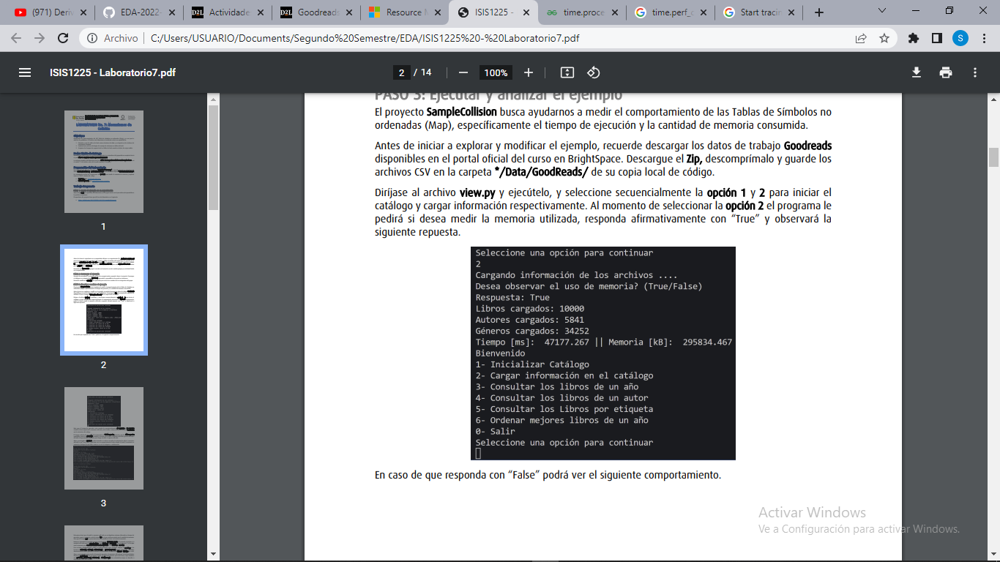 (971) Deriv
EDA-2022-
Actividade
Goodreads
Resource M
ISIS1225 -
time.proce
time.perf_c
Start tracin
Archivo
C:/Users/USUARIO/Documents/Segundo%20Semestre/EDA/ISIS1225%20-%20Laboratorio7.pdf
S
ISIS1225 - Laboratorio7.pdf
2 / 14
100%
1
2
3
PASO 3: Ejecutar y analizar el ejemplo
El proyecto SampleCollision busca ayudarnos a medir el comportamiento de las Tablas de Símbolos no
ordenadas (Map), específicamente el tiempo de ejecución y la cantidad de memoria consumida.
Antes de iniciar a explorar y modificar el ejemplo, recuerde descargar los datos de trabajo Goodreads
disponibles en el portal oficial del curso en BrightSpace. Descargue el Zip, descomprímalo y guarde los
archivos CSV en la carpeta */Data/GoodReads/ de su copia local de código.
Diríjase al archivo view.py y ejecútelo, y seleccione secuencialmente la opción 1 y 2 para iniciar el
catálogo y cargar información respectivamente. Al momento de seleccionar la opción 2 el programa le
pedirá si desea medir la memoria utilizada, responda afirmativamente con “True” y observará la
siguiente repuesta.
Seleccione una opción para continuar
2
Cargando información de los archivos ....
Desea observar el uso de memoria? (True/False)
Respuesta: True
Libros cargados: 10000
Autores cargados: 5841
Géneros cargados: 34252
Tiempo [ms]:  47177.267 || Memoria [kB]:  295834.467
Bienvenido
1- Inicializar Catálogo
2- Cargar información en el catálogo
3- Consultar los libros de un año
4- Consultar los libros de un autor
5- Consultar los Libros por etiqueta
6- Ordenar mejores libros de un año
0- Salir
Seleccione una opción para continuar
En caso de que responda con “False” podrá ver el siguiente comportamiento.
Activar Windows
Ve a Configuración para activar Windows.